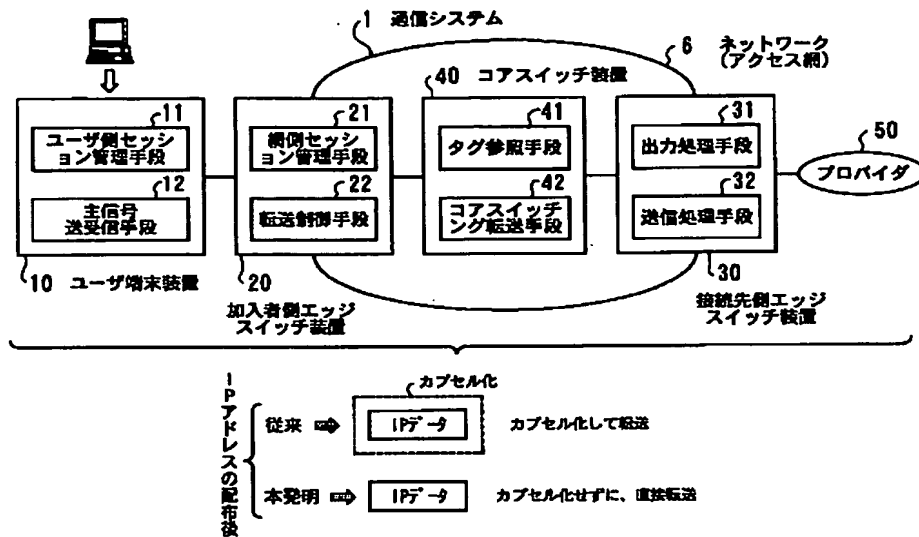 1 通信システム
6 ネットワーク
(アクセス網)
40 コアスイッチ装置
11
ユーザ側セッ
ション管理手段
12
主信号
送受信手段
10 ユーザ端末装置
21
網側セッシ
ョン管理手段
22
転送制御手段
20
加入者側エッジ
スイッチ装置
41
タグ参照手段
42
コアスイッチ
ング転送手段
31
出力処理手段
32
送信処理手段
30
接続先側エッジ
スイッチ装置
50
プロバイダ
IPアドレスの配布後
カプセル化
従来 ⇨ IPデータ カプセル化して転送
本発明 ⇨ IPデータ カプセル化せずに、直接転送